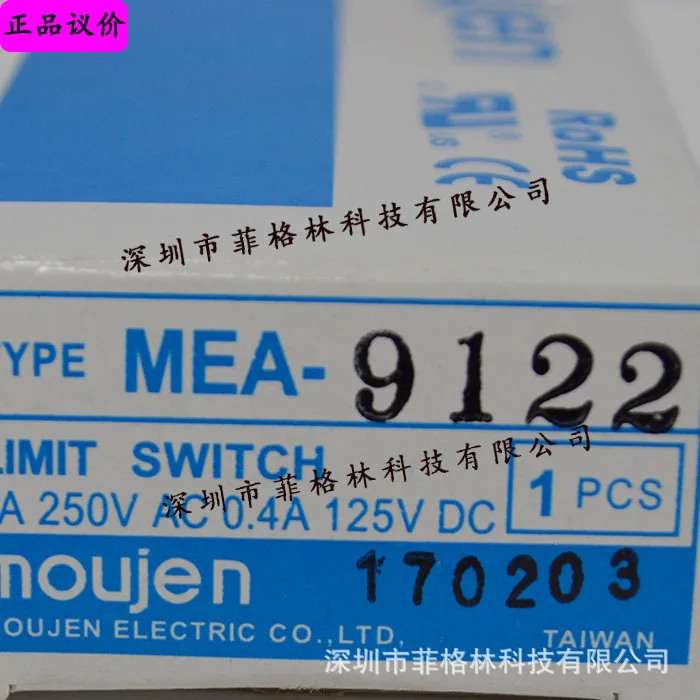 正品议价
RoHS
深圳市菲格林科技有限公司
TYPE MEA-9122
LIMIT SWITCH
深圳市菲格林科技有限公司
A 250V AC 0.4A 125V DC
1 PCS
moujen
170203
MOUJEN ELECTRIC CO.,LTD.
TAIWAN
深圳市菲格林科技有限公司